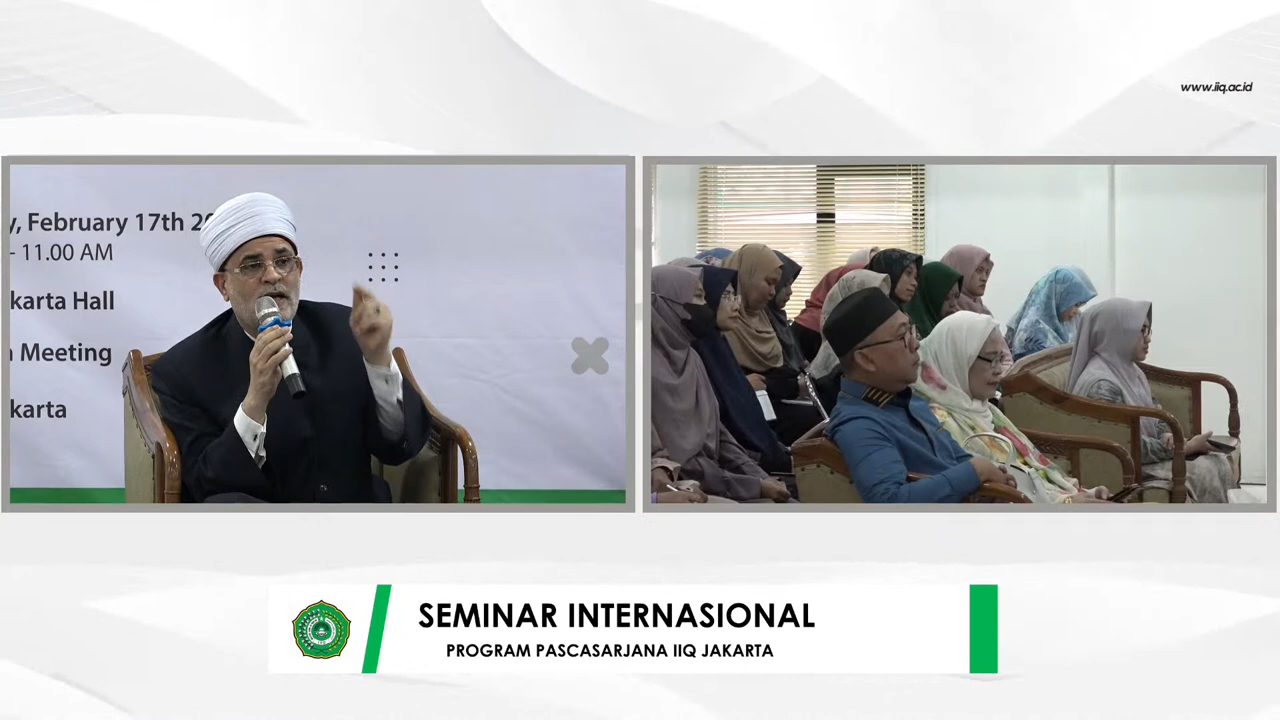 www.iiq.ac.id
y, February 17th 20
- 11.00 AM
karta Hall
Meeting
karta
SEMINAR INTERNASIONAL
PROGRAM PASCASARJANA IIQ JAKARTA